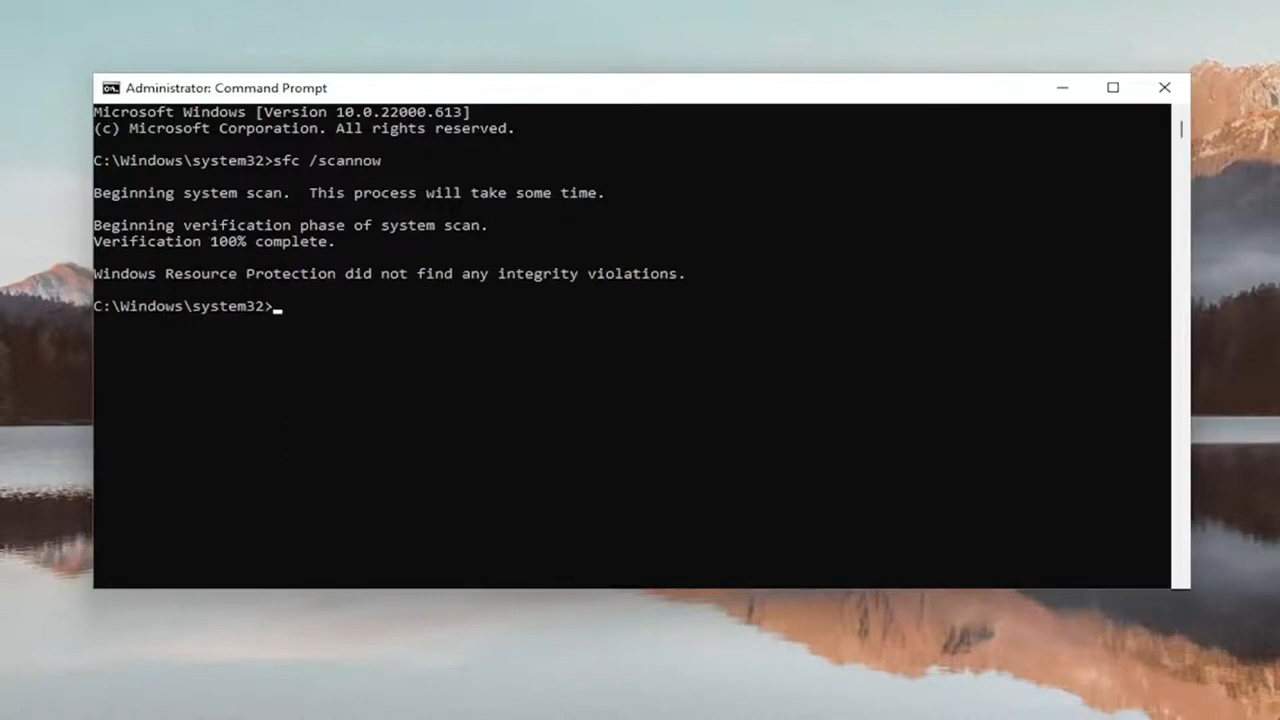 Administrator: Command Prompt
Microsoft Windows [Version 10.0.22000.613]
(c) Microsoft Corporation. All rights reserved.
C:\Windows\system32>sfc /scannow
Beginning system scan.  This process will take some time.
Beginning verification phase of system scan.
Verification 100% complete.
Windows Resource Protection did not find any integrity violations.
C:\Windows\system32>